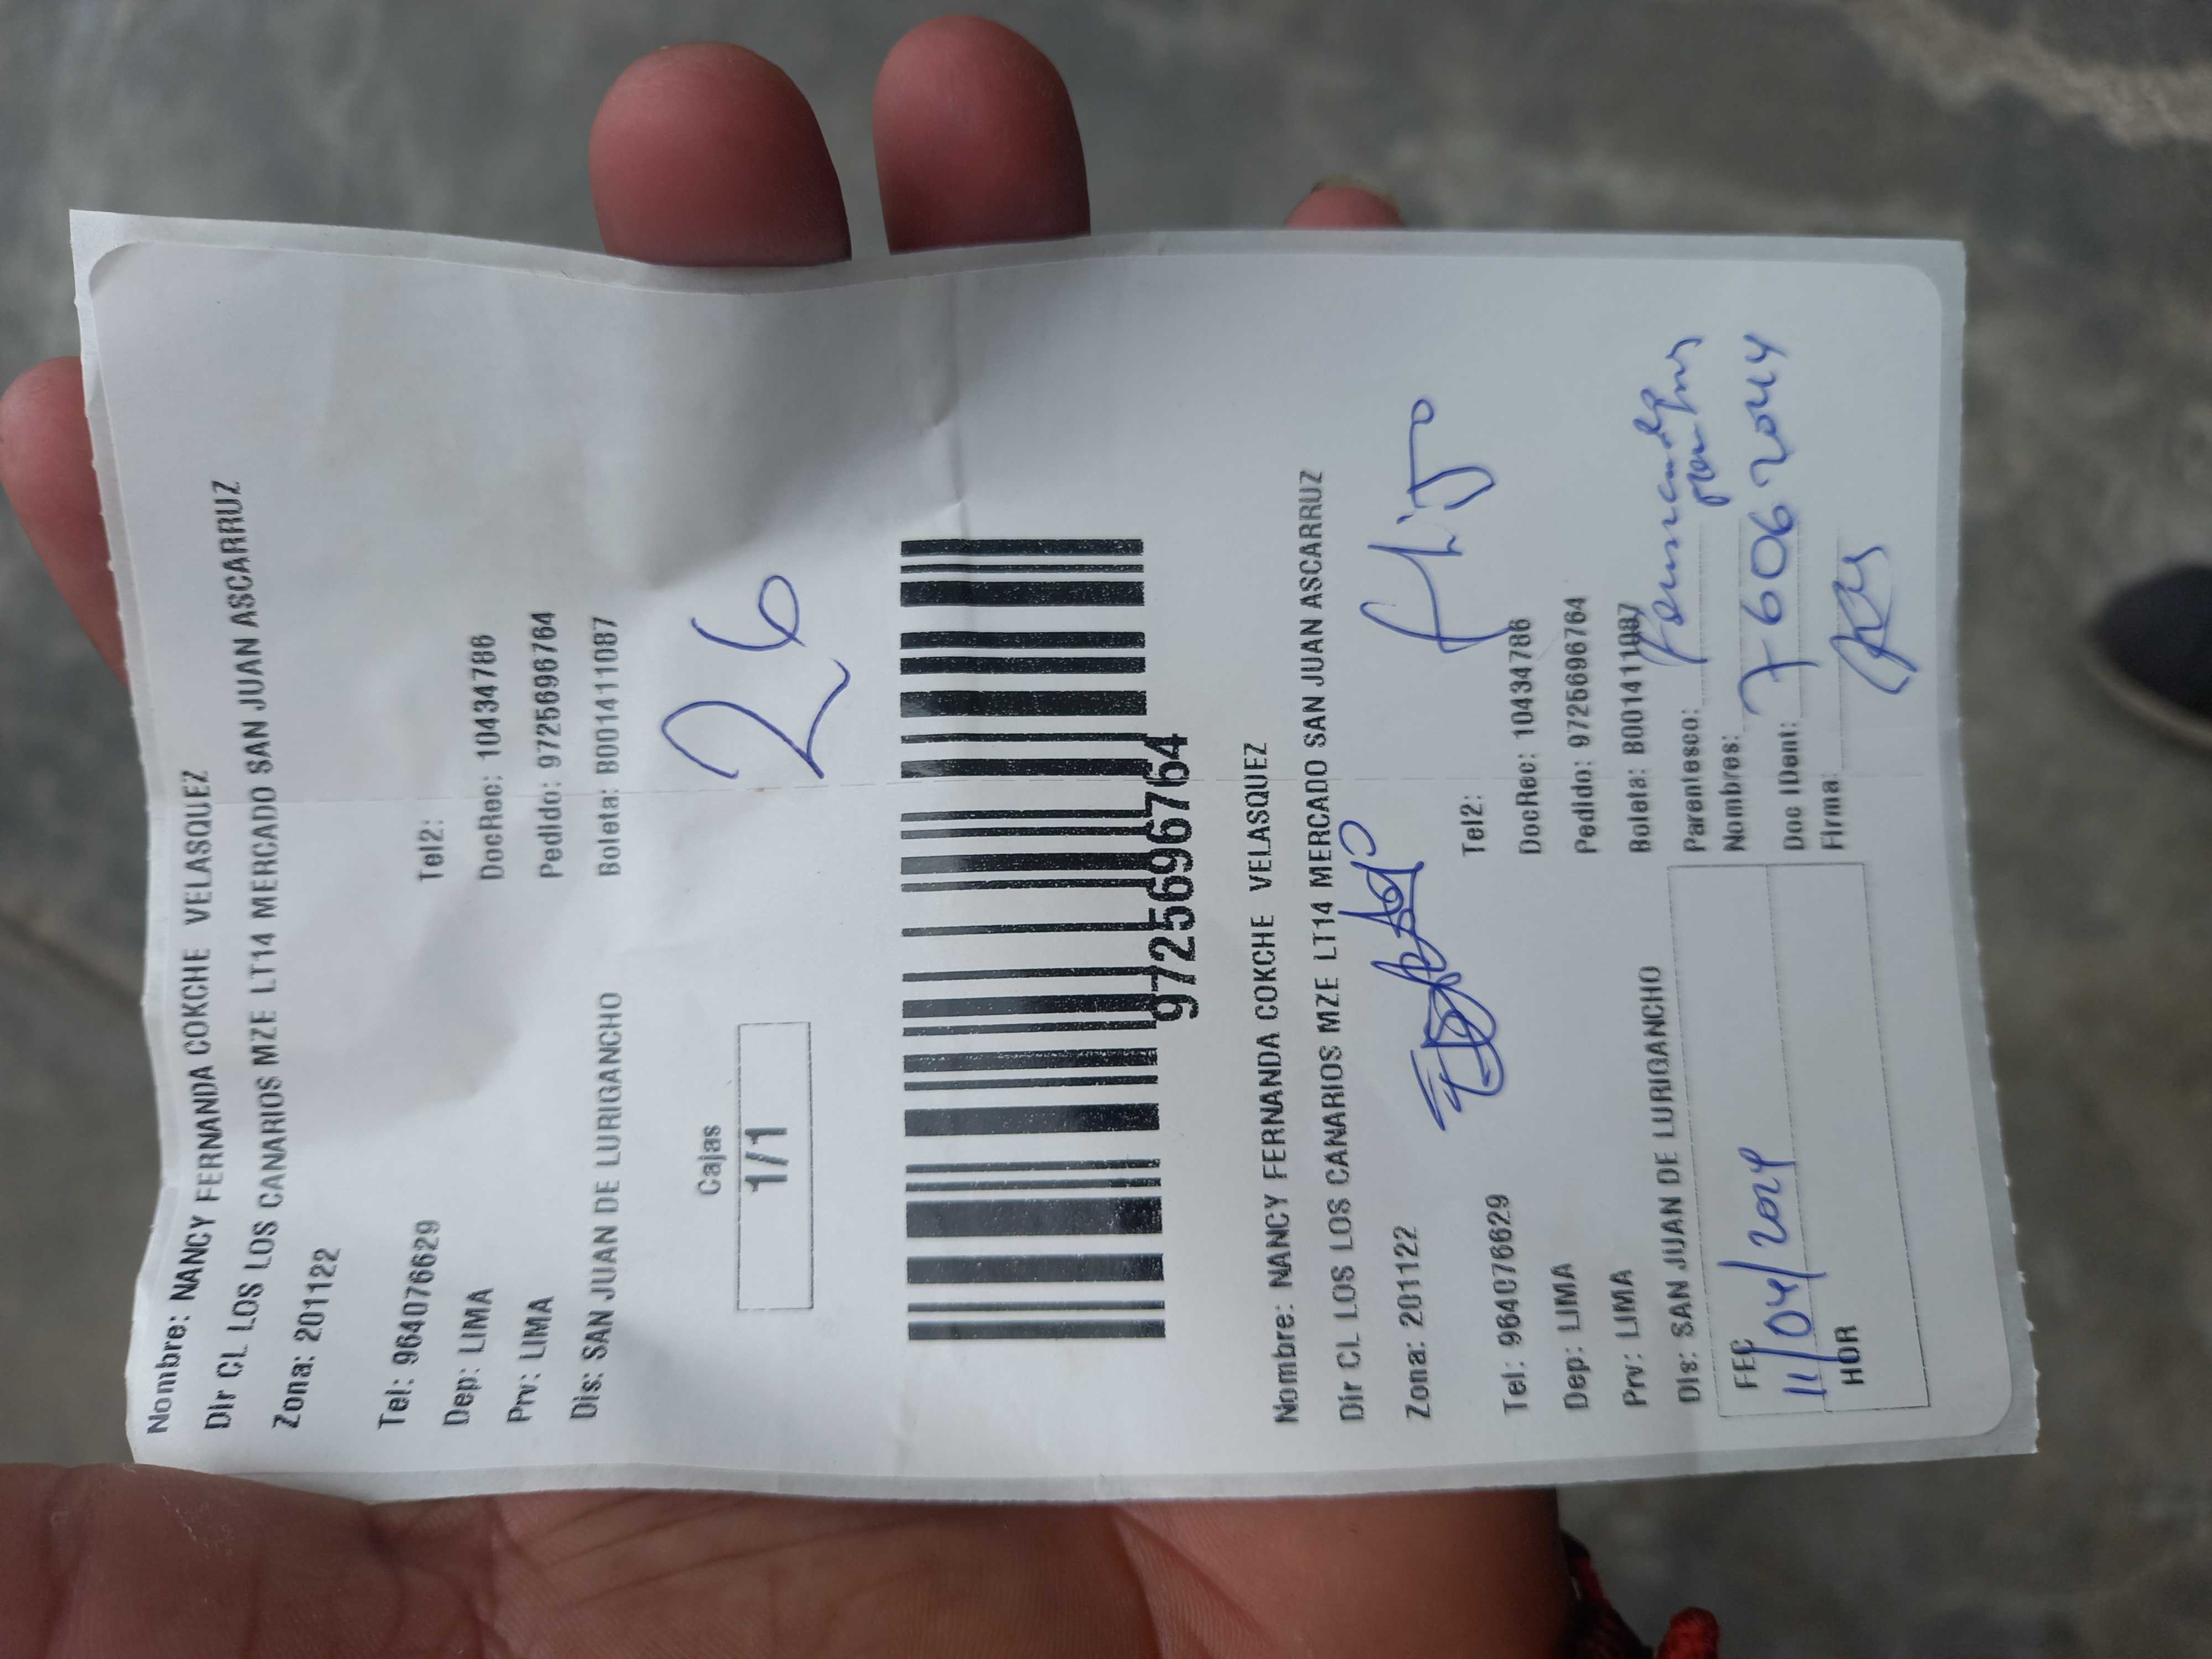 Nombre: NANCY FERNANDA COKCHE VELASQUEZ
Dir CL LOS LOS CANARIOS MZE LT14 MERCADO SAN JUAN ASCARRUZ
Zona: 201122
Tel: 964076629 Tel2:
Dep: LIMA DocRec: 10434786
Prv: LIMA Pedido: 9725696764
Dis: SAN JUAN DE LURIGANCHO Boleta: B001411087
Cajas
1/1
26
9725696764
Nombre: NANCY FERNANDA COKCHE VELASQUEZ
Dir CL LOS LOS CANARIOS MZE LT14 MERCADO SAN JUAN ASCARRUZ
Zona: 201122
Tel: 964076629 Tel2:
Dep: LIMA DocRec: 10434786
Prv: LIMA Pedido: 9725696764
Dis: SAN JUAN DE LURIGANCHO Boleta: B001411087
FEC Parentesco:
11/04/2024 Nombres:
Doc IDent: 76062044
HOR Firma: